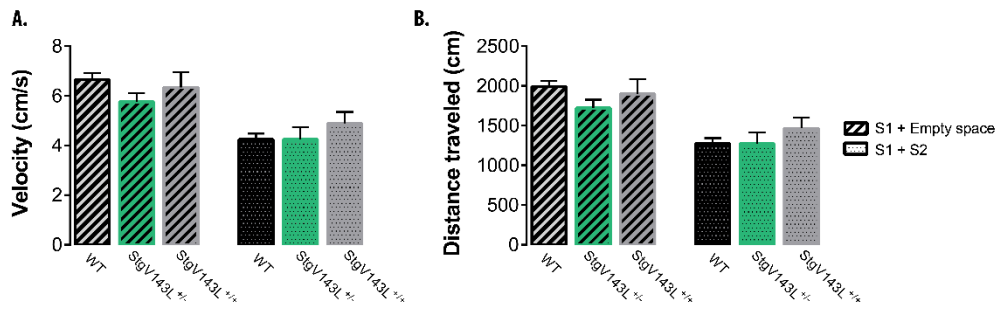 A.
Velocity (cm/s)
8
6
4
2
0
WT
StgV143L +/-
StgV143L +/+
WT
StgV143L +/-
StgV143L +/+
B.
Distance traveled (cm)
2500
2000
1500
1000
500
0
WT
StgV143L +/-
StgV143L +/+
WT
StgV143L +/-
StgV143L +/+
S1 + Empty space
S1 + S2